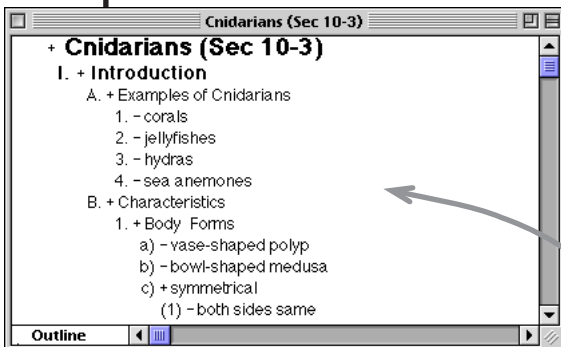 Cnidarians (Sec 10-3)
+ Cnidarians (Sec 10-3)
I. + Introduction
A. + Examples of Cnidarians
1. – corals
2. – jellyfishes
3. – hydras
4. – sea anemones
B. + Characteristics
1. + Body Forms
a) – vase-shaped polyp
b) – bowl-shaped medusa
c) + symmetrical
(1) – both sides same
Outline